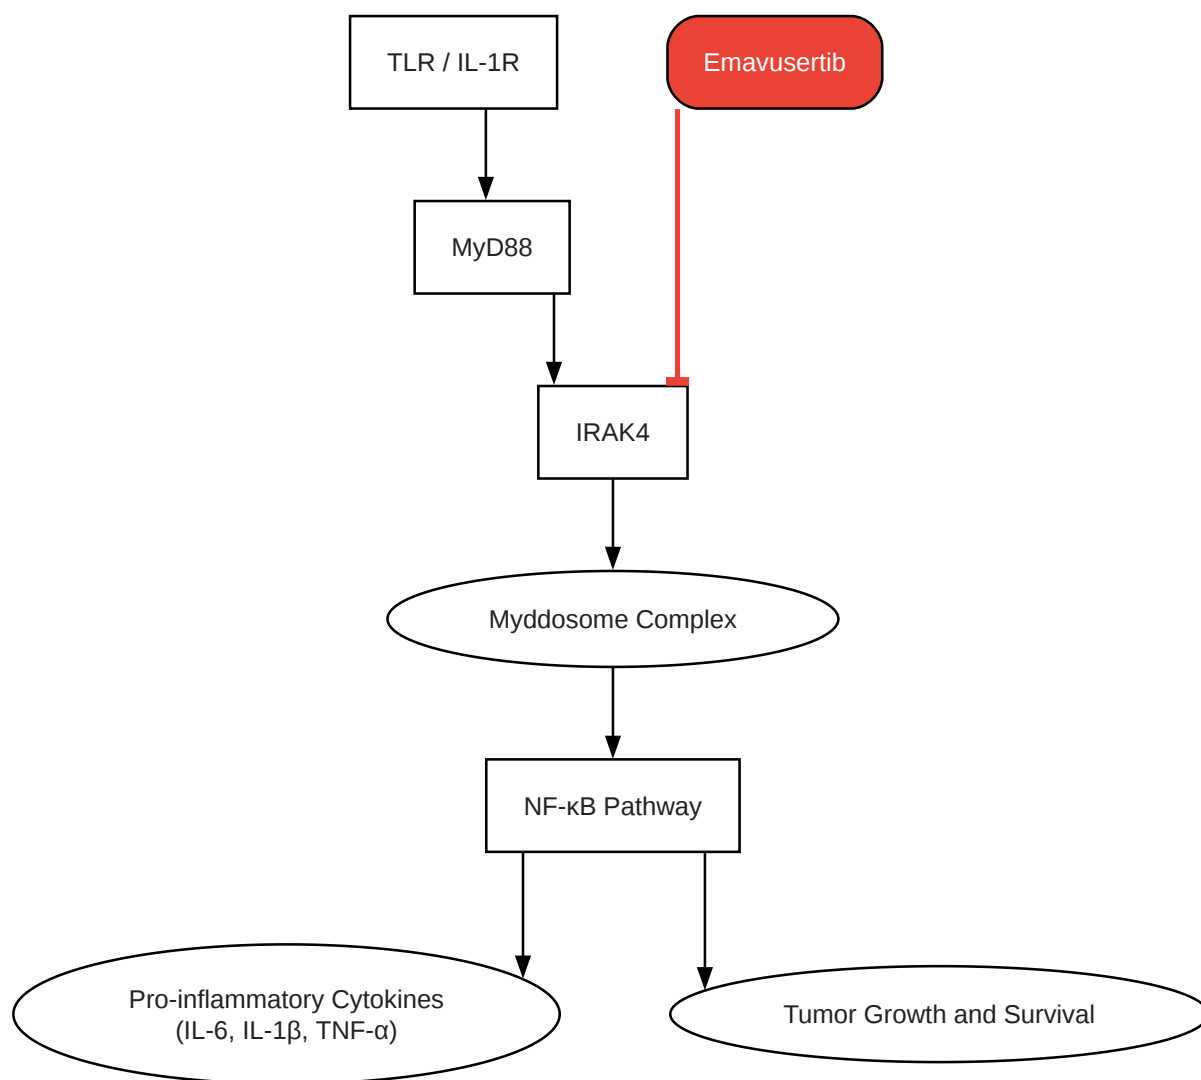 TLR / IL-1R
Emavusertib
MyD88
IRAK4
Myddosome Complex
NF-κB Pathway
Pro-inflammatory Cytokines
(IL-6, IL-1β, TNF-α)
Tumor Growth and Survival